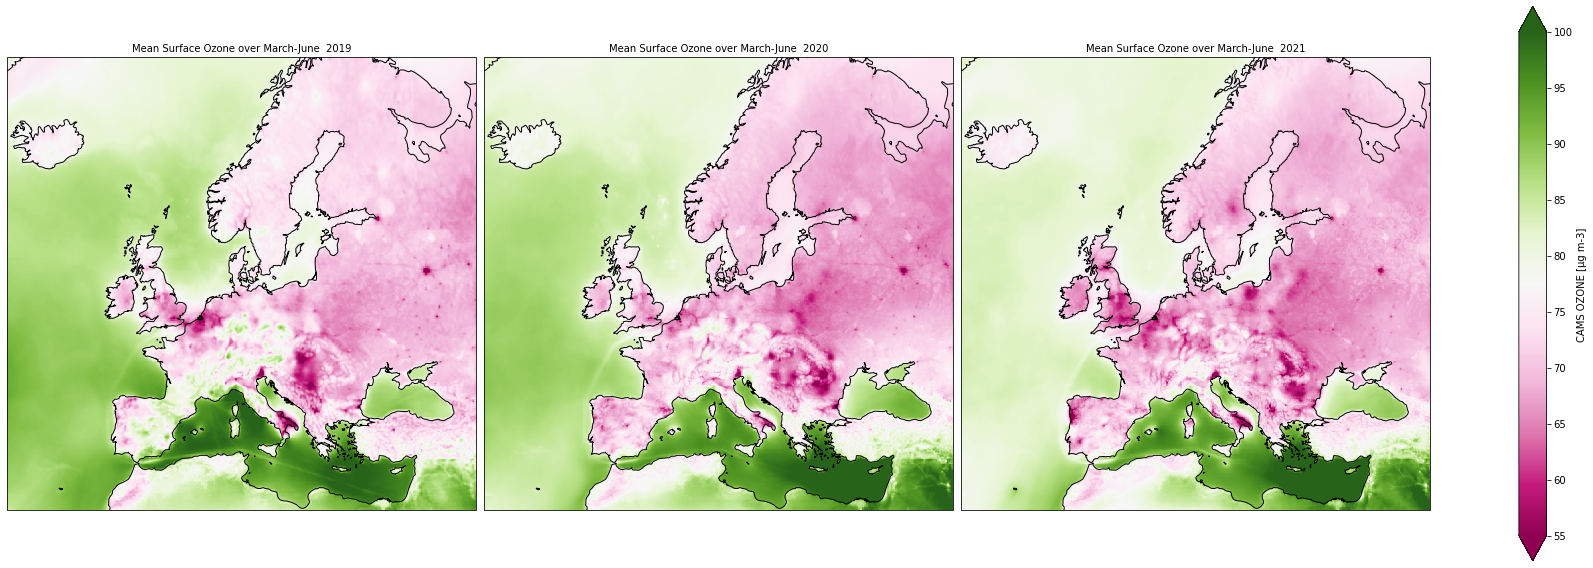 Mean Surface Ozone over March-June  2019
Mean Surface Ozone over March-June  2020
Mean Surface Ozone over March-June  2021
100
95
90
85
80
75
70
65
60
55
CAMS OZONE [µg m-3]